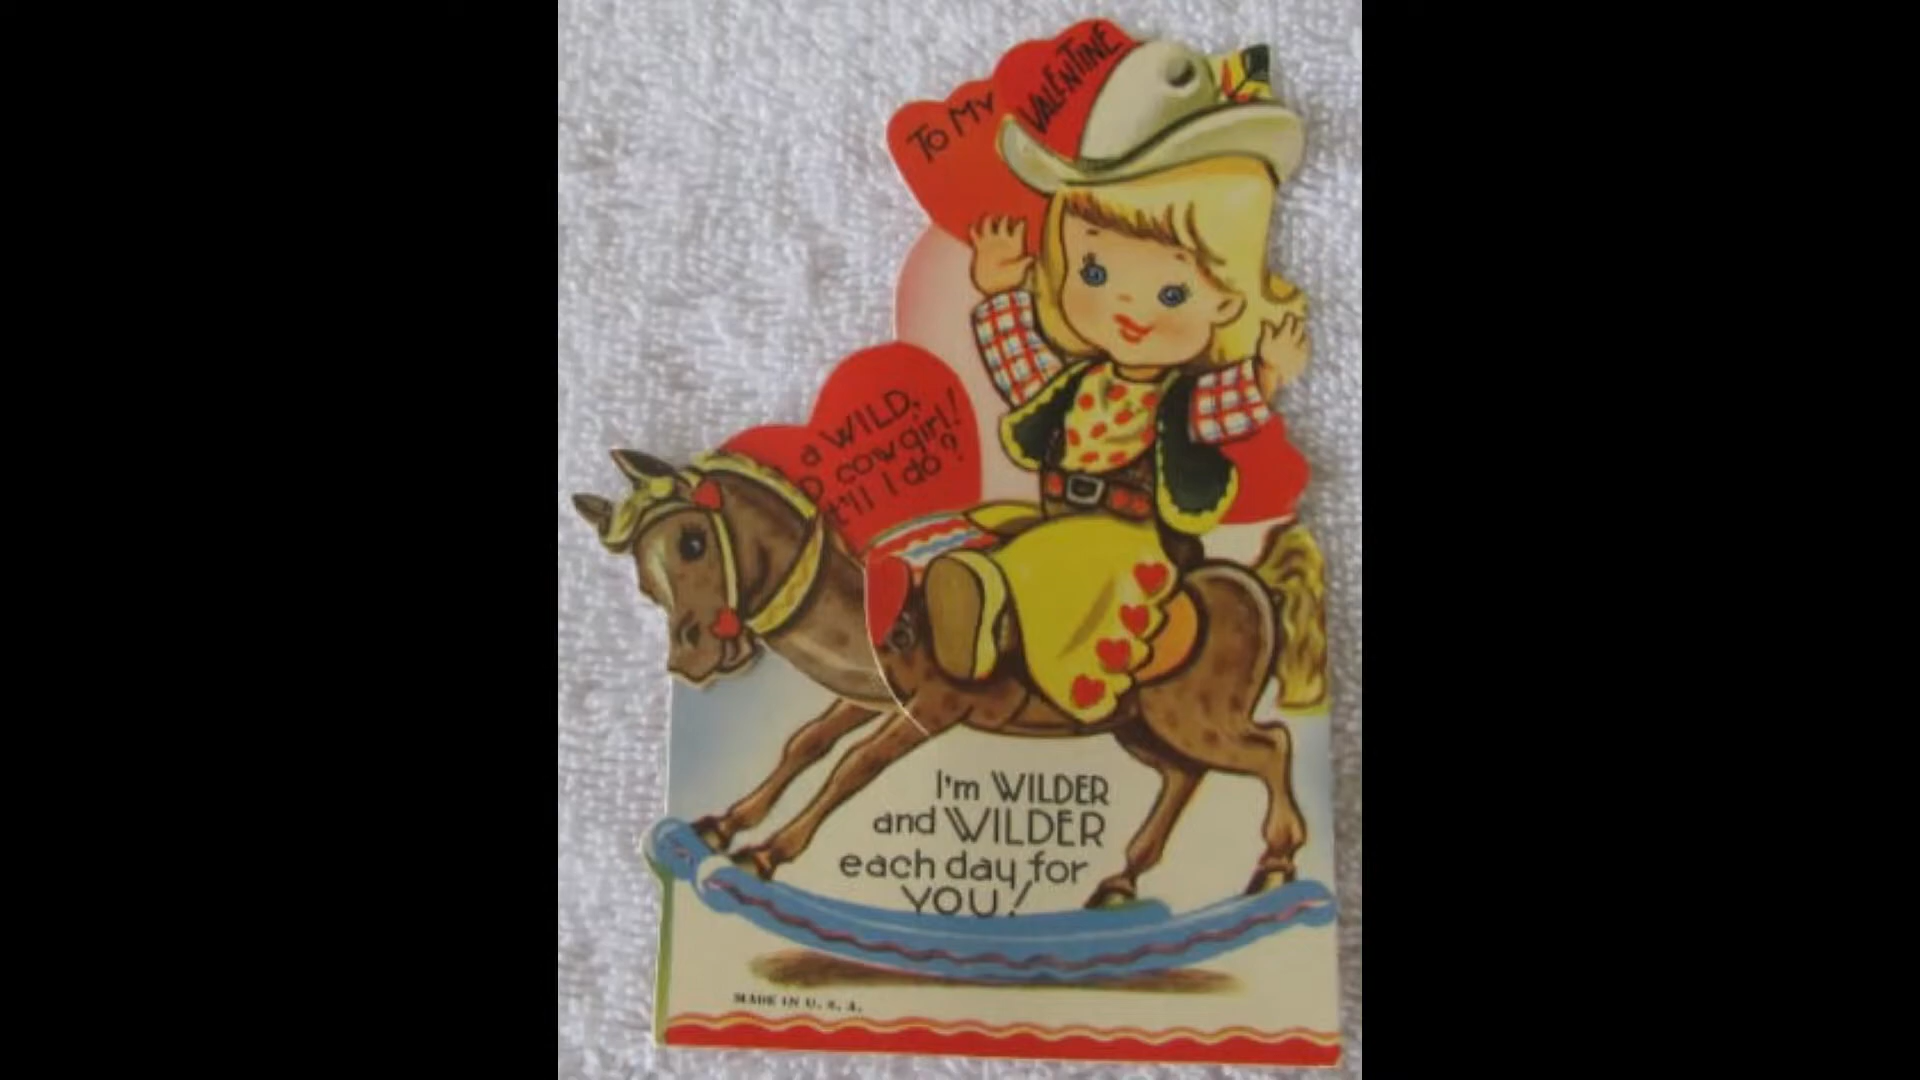 To MY
VALENTINE
a WILD,
cowgirl!
I do?
I'm WILDER
and WILDER
each day for
YOU!
MADE IN U.S.A.